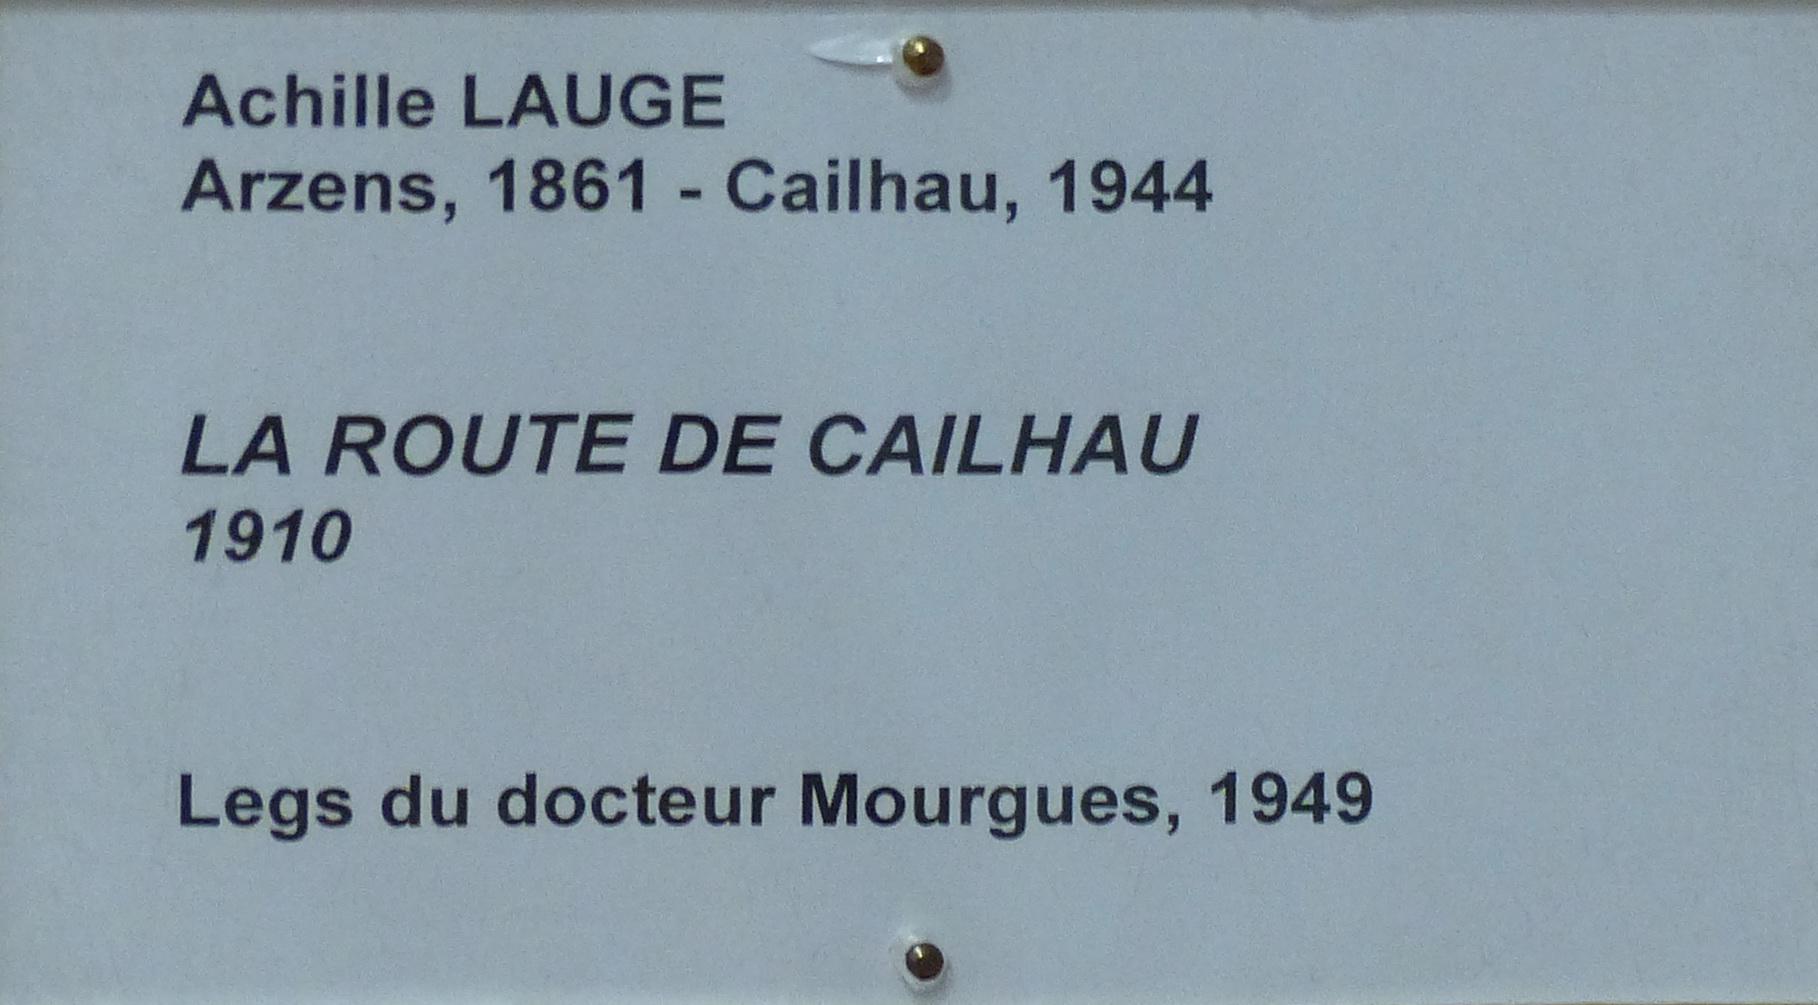 Achille LAUGE
Arzens, 1861 - Cailhau, 1944
LA ROUTE DE CAILHAU
1910
Legs du docteur Mourgues, 1949